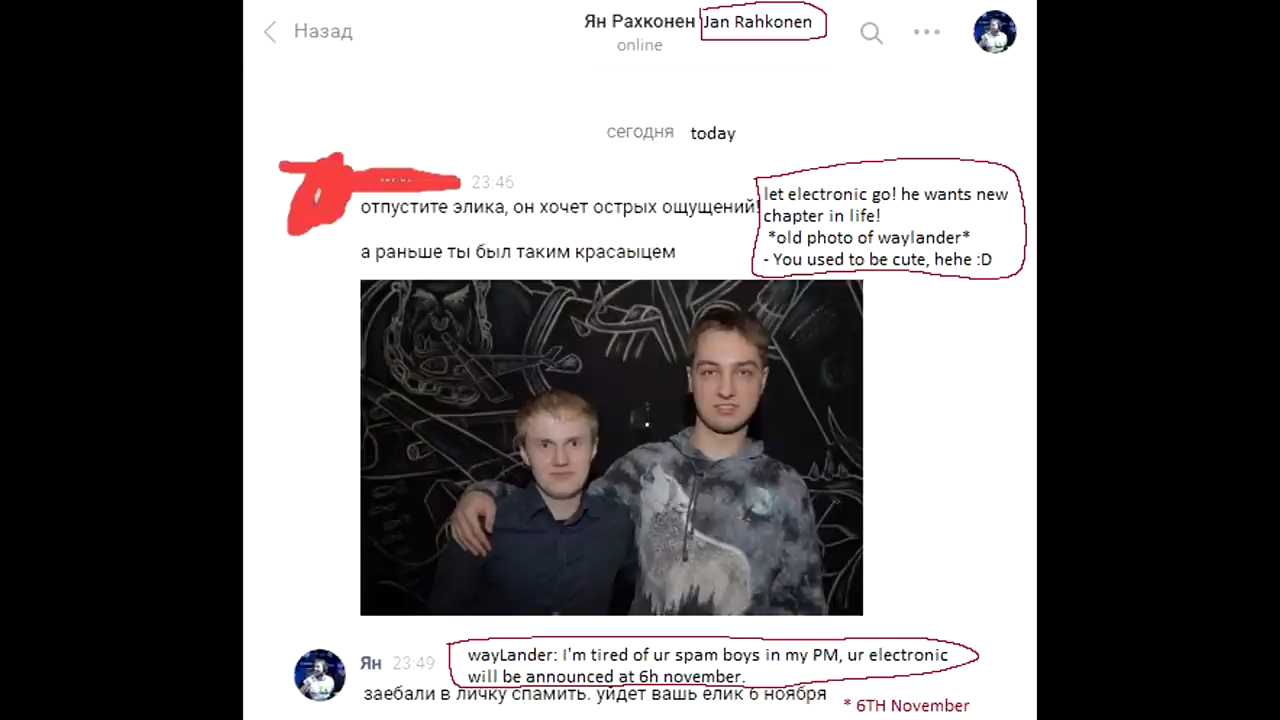 Назад
Ян Рахконен Jan Rahkonen
online
сегодня today
23:46
отпустите элика, он хочет острых ощущений!
а раньше ты был таким красаыцем
let electronic go! he wants new
chapter in life!
*old photo of waylander*
- You used to be cute, hehe :D
Ян 23:49
wayLander: I'm tired of ur spam boys in my PM, ur electronic
will be announced at 6h november.
заебали в личку спамить. уйдет вашь елик 6 ноября
* 6TH November